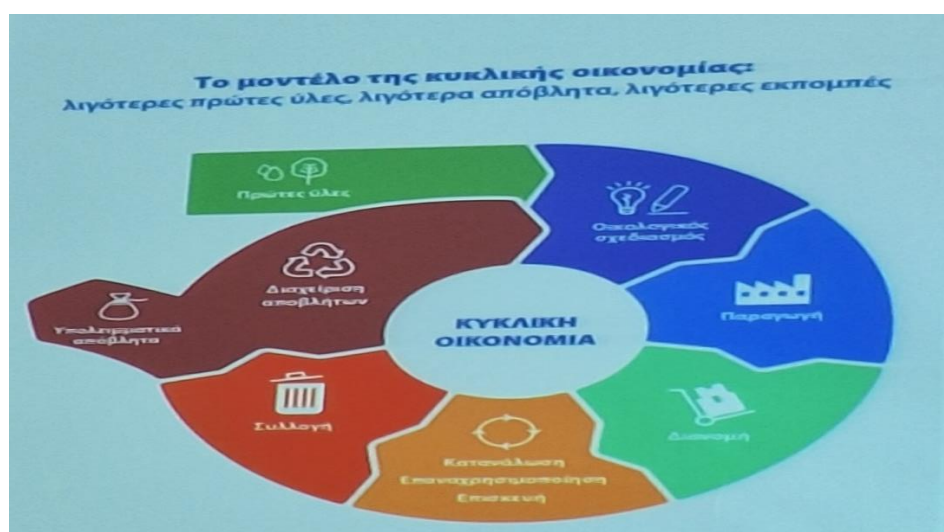 Το μοντέλο της κυκλικής οικονομίας:
λιγότερες πρώτες ύλες, λιγότερα απόβλητα, λιγότερες εκπομπές
Πρώτες ύλες
Οικολογικός
σχεδιασμός
Παραγωγή
Διανομή
Κατανάλωση
Επαναχρησιμοποίηση
Επισκευή
Συλλογή
Διαχείριση
αποβλήτων
Υπολειμματικά
απόβλητα
ΚΥΚΛΙΚΗ
ΟΙΚΟΝΟΜΙΑ